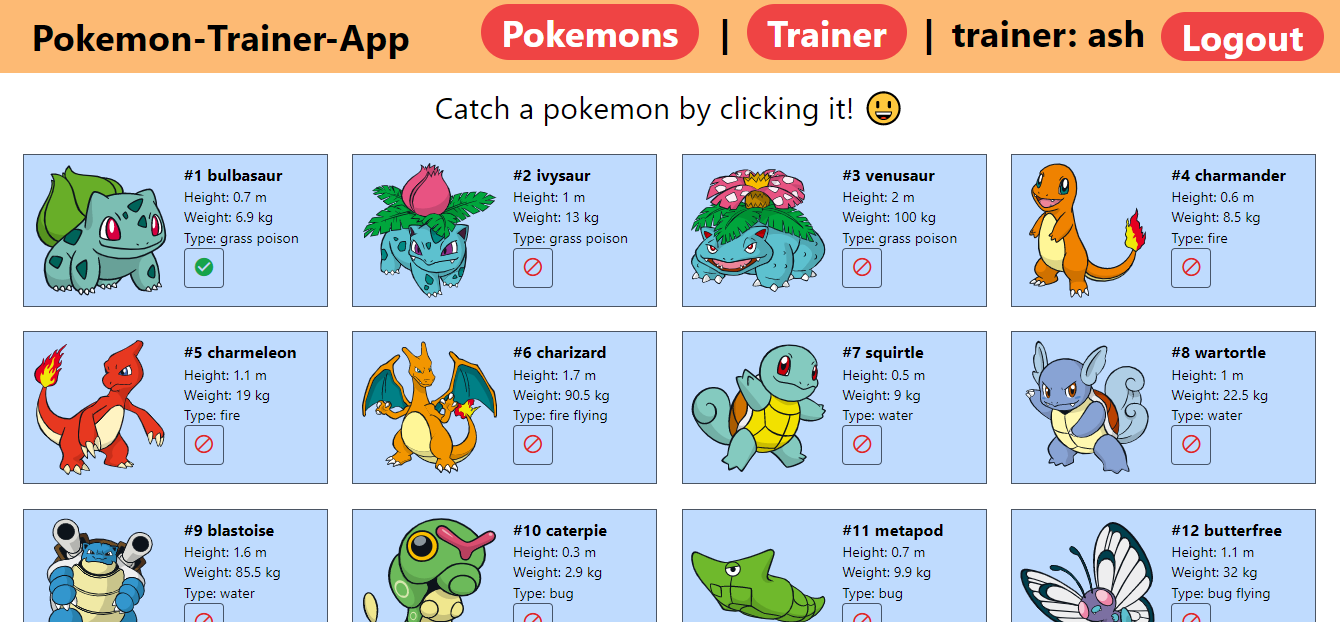 Pokemon-Trainer-App Pokemons | Trainer | trainer: ash Logout
Catch a pokemon by clicking it! 😃
#1 bulbasaur
Height: 0.7 m
Weight: 6.9 kg
Type: grass poison
#2 ivysaur
Height: 1 m
Weight: 13 kg
Type: grass poison
#3 venusaur
Height: 2 m
Weight: 100 kg
Type: grass poison
#4 charmander
Height: 0.6 m
Weight: 8.5 kg
Type: fire
#5 charmeleon
Height: 1.1 m
Weight: 19 kg
Type: fire
#6 charizard
Height: 1.7 m
Weight: 90.5 kg
Type: fire flying
#7 squirtle
Height: 0.5 m
Weight: 9 kg
Type: water
#8 wartortle
Height: 1 m
Weight: 22.5 kg
Type: water
#9 blastoise
Height: 1.6 m
Weight: 85.5 kg
Type: water
#10 caterpie
Height: 0.3 m
Weight: 2.9 kg
Type: bug
#11 metapod
Height: 0.7 m
Weight: 9.9 kg
Type: bug
#12 butterfree
Height: 1.1 m
Weight: 32 kg
Type: bug flying